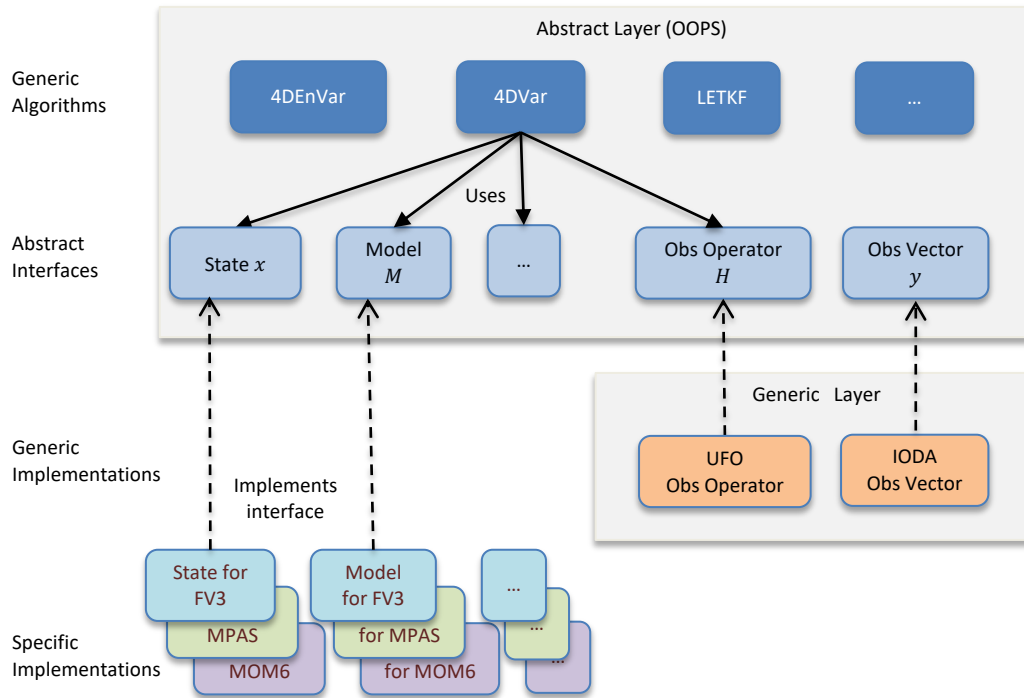 Abstract Layer (OOPS)
Generic
Algorithms
4DEnVar
4DVar
LETKF
...
Uses
Abstract
Interfaces
State x
Model
M
...
Obs Operator
H
Obs Vector
y
Generic Layer
Generic
Implementations
UFO
Obs Operator
IODA
Obs Vector
Implements
interface
State for
FV3
Model
for FV3
...
MPAS
for MPAS
...
Specific
Implementations
MOM6
for MOM6
...